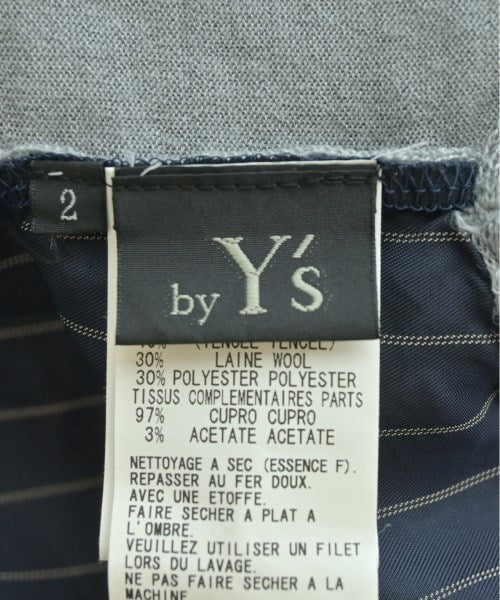 2
by Y's
(TENCEL TENCEL)
30% LAINE WOOL
30% POLYESTER POLYESTER
TISSUS COMPLEMENTAIRES PARTS
97% CUPRO CUPRO
3% ACETATE ACETATE
NETTOYAGE A SEC (ESSENCE F).
REPASSER AU FER DOUX.
AVEC UNE ETOFFE.
FAIRE SECHER A PLAT A
L'OMBRE.
VEUILLEZ UTILISER UN FILET
LORS DU LAVAGE.
NE PAS FAIRE SECHER A LA
MACHINE